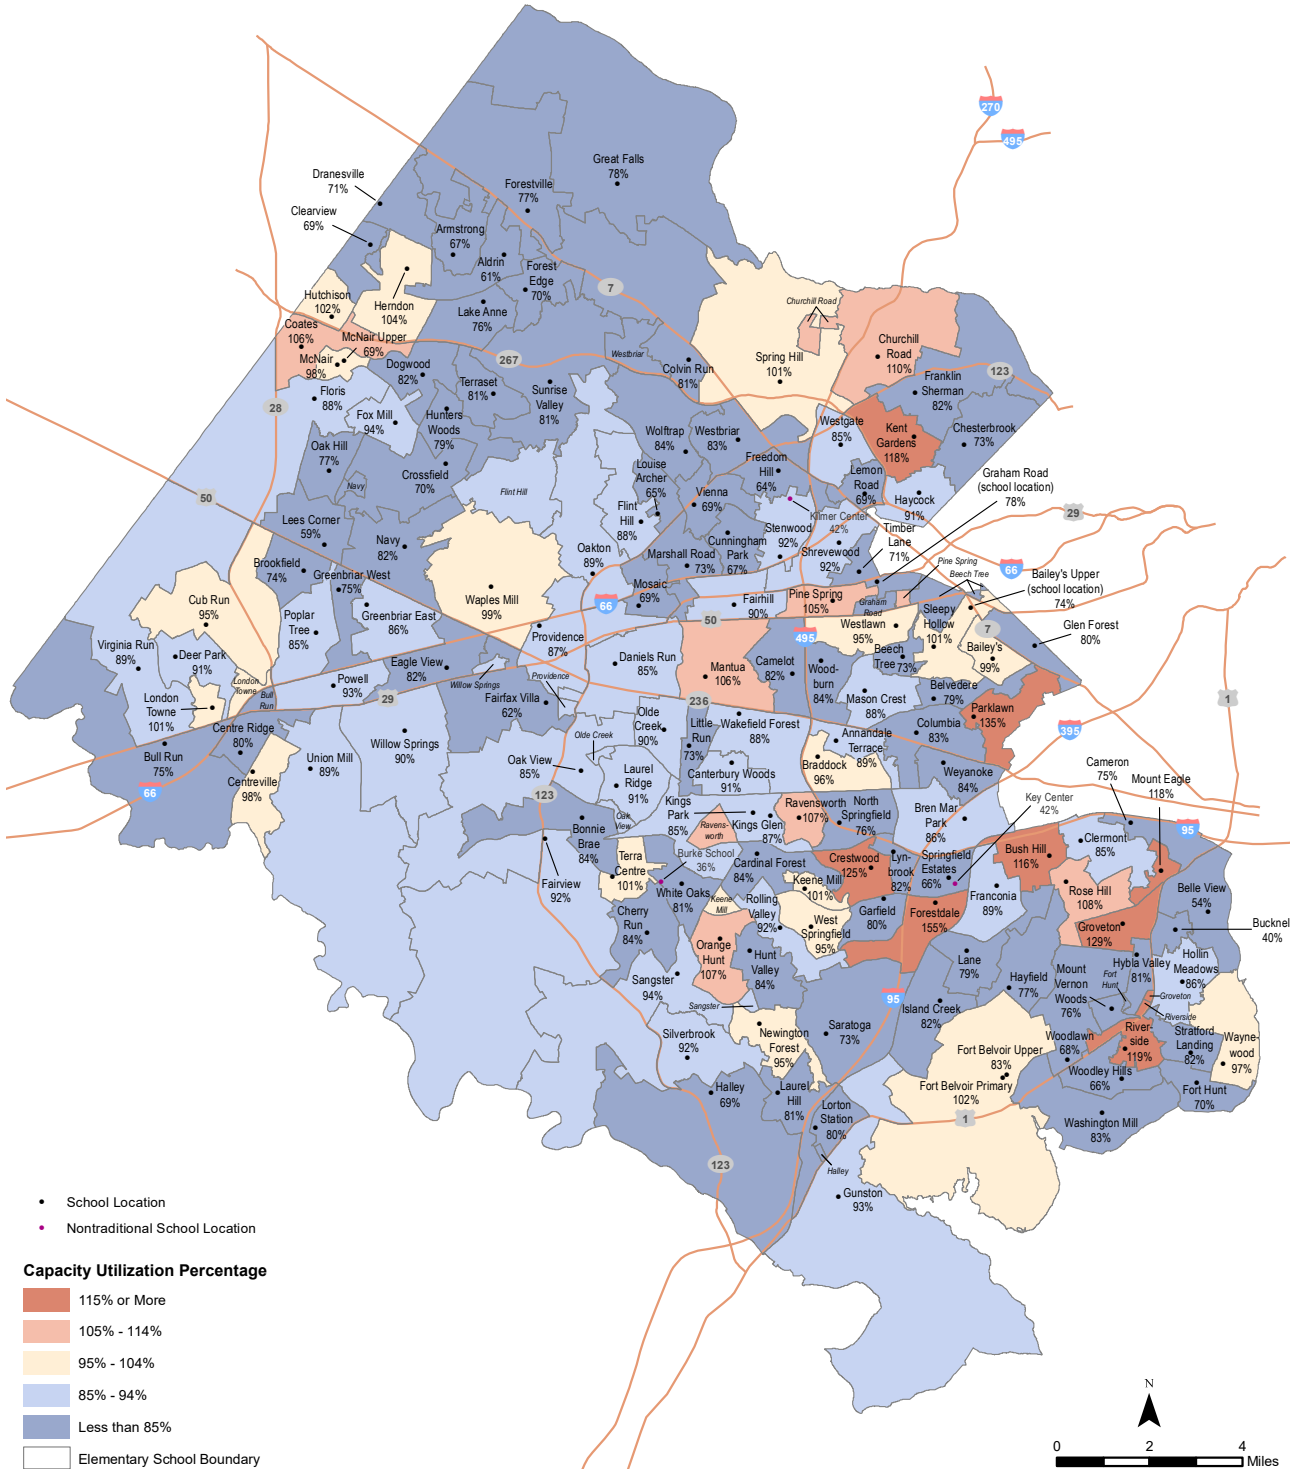 270
495
Great Falls
78%
Dranesville
71%
Forestville
77%
Clearview
69%
Armstrong
67%
Aldrin
61%
Forest
Edge
70%
7
Hutchison
102%
Herndon
104%
Lake Anne
76%
Churchill Road
Coates
106%
McNair Upper
69%
McNair
98%
Dogwood
82%
267
Westbriar
Colvin Run
81%
Spring Hill
101%
Churchill
Road
110%
Franklin
Sherman
82%
123
Floris
88%
Terraset
81%
Sunrise
Valley
81%
28
Fox Mill
94%
Hunters
Woods
79%
Wolftrap
84%
Westbriar
83%
Westgate
85%
Kent
Gardens
118%
Chesterbrook
73%
Oak Hill
77%
Crossfield
70%
Navy
Flint Hill
Louise
Archer
65%
Freedom
Hill
64%
Lemon
Road
69%
Haycock
91%
Graham Road
(school location)
78%
50
Vienna
69%
Flint
Hill
88%
Kilmer Center
42%
29
Lees Corner
59%
Navy
82%
Stenwood
92%
Timber
Lane
71%
Cunningham
Park
67%
Shrevewood
92%
Brookfield
74%
Greenbriar West
75%
Oakton
89%
Marshall Road
73%
Pine Spring
Beech Tree
66
Bailey's Upper
(school location)
74%
Mosaic
69%
Cub Run
95%
Poplar
Tree
85%
Greenbriar East
86%
Waples Mill
99%
66
Fairhill
90%
Pine Spring
105%
Graham
Road
Sleepy
Hollow
101%
50
Westlawn
95%
7
Glen Forest
80%
Virginia Run
89%
Deer Park
91%
Providence
87%
495
Bailey's
99%
Eagle View
82%
Daniels Run
85%
Mantua
106%
Camelot
82%
Wood-
burn
84%
Beech
Tree 73%
London
Towne
Powell
93%
Willow Springs
Providence
Belvedere
79%
London
Towne
101%
Bull
Run
29
Fairfax Villa
62%
Mason Crest
88%
Parklawn
135%
236
1
Olde
Creek
90%
Little
Run
73%
Wakefield Forest
88%
Columbia
83%
395
Centre Ridge
80%
Willow Springs
90%
Olde Creek
Annandale
Terrace
89%
Bull Run
75%
Union Mill
89%
Oak View
85%
Laurel
Ridge
91%
Canterbury Woods
91%
Braddock
96%
Weyanoke
84%
Cameron
75%
Mount Eagle
118%
66
Centreville
98%
123
Kings
Park
85%
Ravensworth
107%
North
Springfield
76%
Bren Mar
Park
86%
Key Center
42%
Oak
View
Ravens-
worth
Kings Glen
87%
95
Bonnie
Brae
84%
Bush Hill
116%
Clermont
85%
Terra
Centre
101%
Burke School
36%
Cardinal Forest
84%
Crestwood
125%
Lyn-
brook
82%
Springfield
Estates
66%
Fairview
92%
White Oaks
81%
Keene Mill
101%
Franconia
89%
Rose Hill
108%
Belle View
54%
Keene
Mill
Rolling
Valley
92%
Garfield
80%
Forestdale
155%
Cherry
Run
84%
West
Springfield
95%
Groveton
129%
Bucknel
40%
Orange
Hunt
107%
Hunt
Valley
84%
Lane
79%
Hybla Valley
81%
Hollin
Meadows
86%
Sangster
94%
Hayfield
77%
Mount
Vernon
Woods
76%
Fort
Hunt
Sangster
95
Groveton
Riverside
Island Creek
82%
Silverbrook
92%
Newington
Forest
95%
Saratoga
73%
Woodlawn
68%
River-
side
119%
Stratford
Landing
82%
Wayne-
wood
97%
Fort Belvoir Upper
83%
Woodley Hills
66%
Fort Belvoir Primary
102%
Halley
69%
Laurel
Hill
81%
Fort Hunt
70%
Lorton
Station
80%
1
Washington Mill
83%
123
Halley
Gunston
93%
School Location
Nontraditional School Location
Capacity Utilization Percentage
115% or More
105% - 114%
95% - 104%
85% - 94%
Less than 85%
Elementary School Boundary
N
0 2 4
Miles